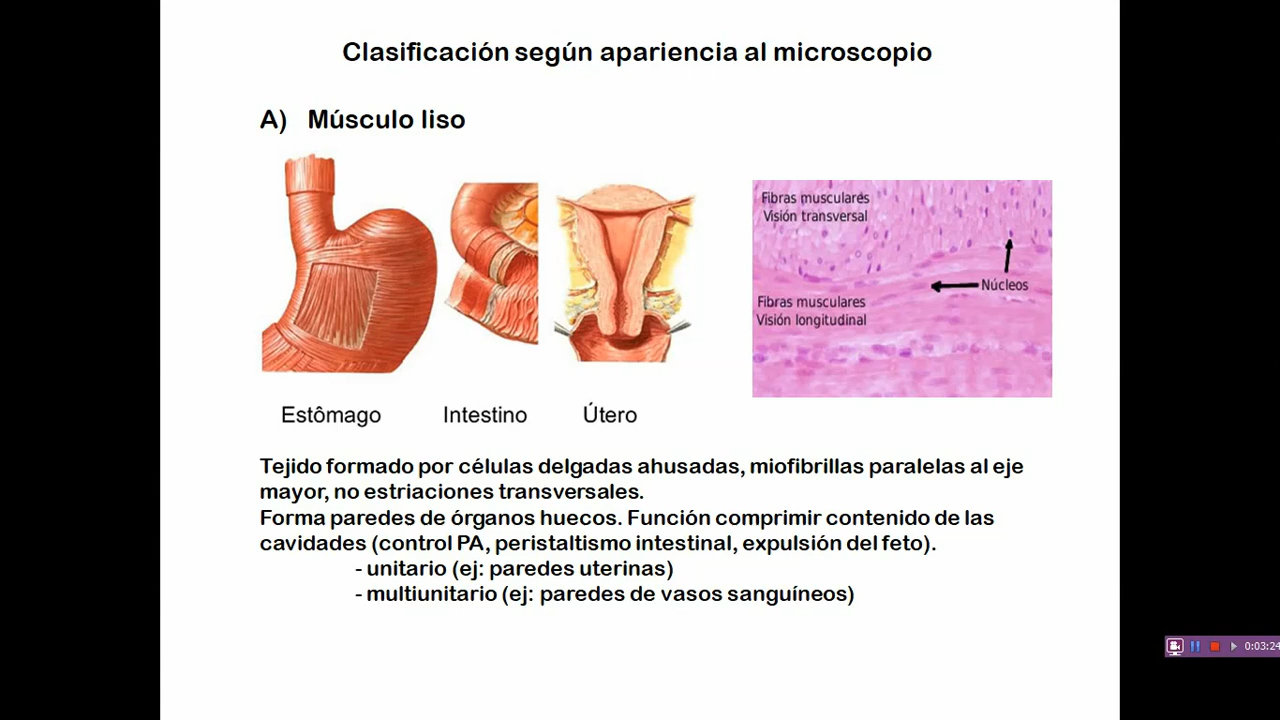 Clasificación según apariencia al microscopio
A) Músculo liso
Fibras musculares
Visión transversal
Núcleos
Fibras musculares
Visión longitudinal
Estômago Intestino Útero
Tejido formado por células delgadas ahusadas, miofibrillas paralelas al eje
mayor, no estriaciones transversales.
Forma paredes de órganos huecos. Función comprimir contenido de las
cavidades (control PA, peristaltismo intestinal, expulsión del feto).
- unitario (ej: paredes uterinas)
- multiunitario (ej: paredes de vasos sanguíneos)
0:03:24